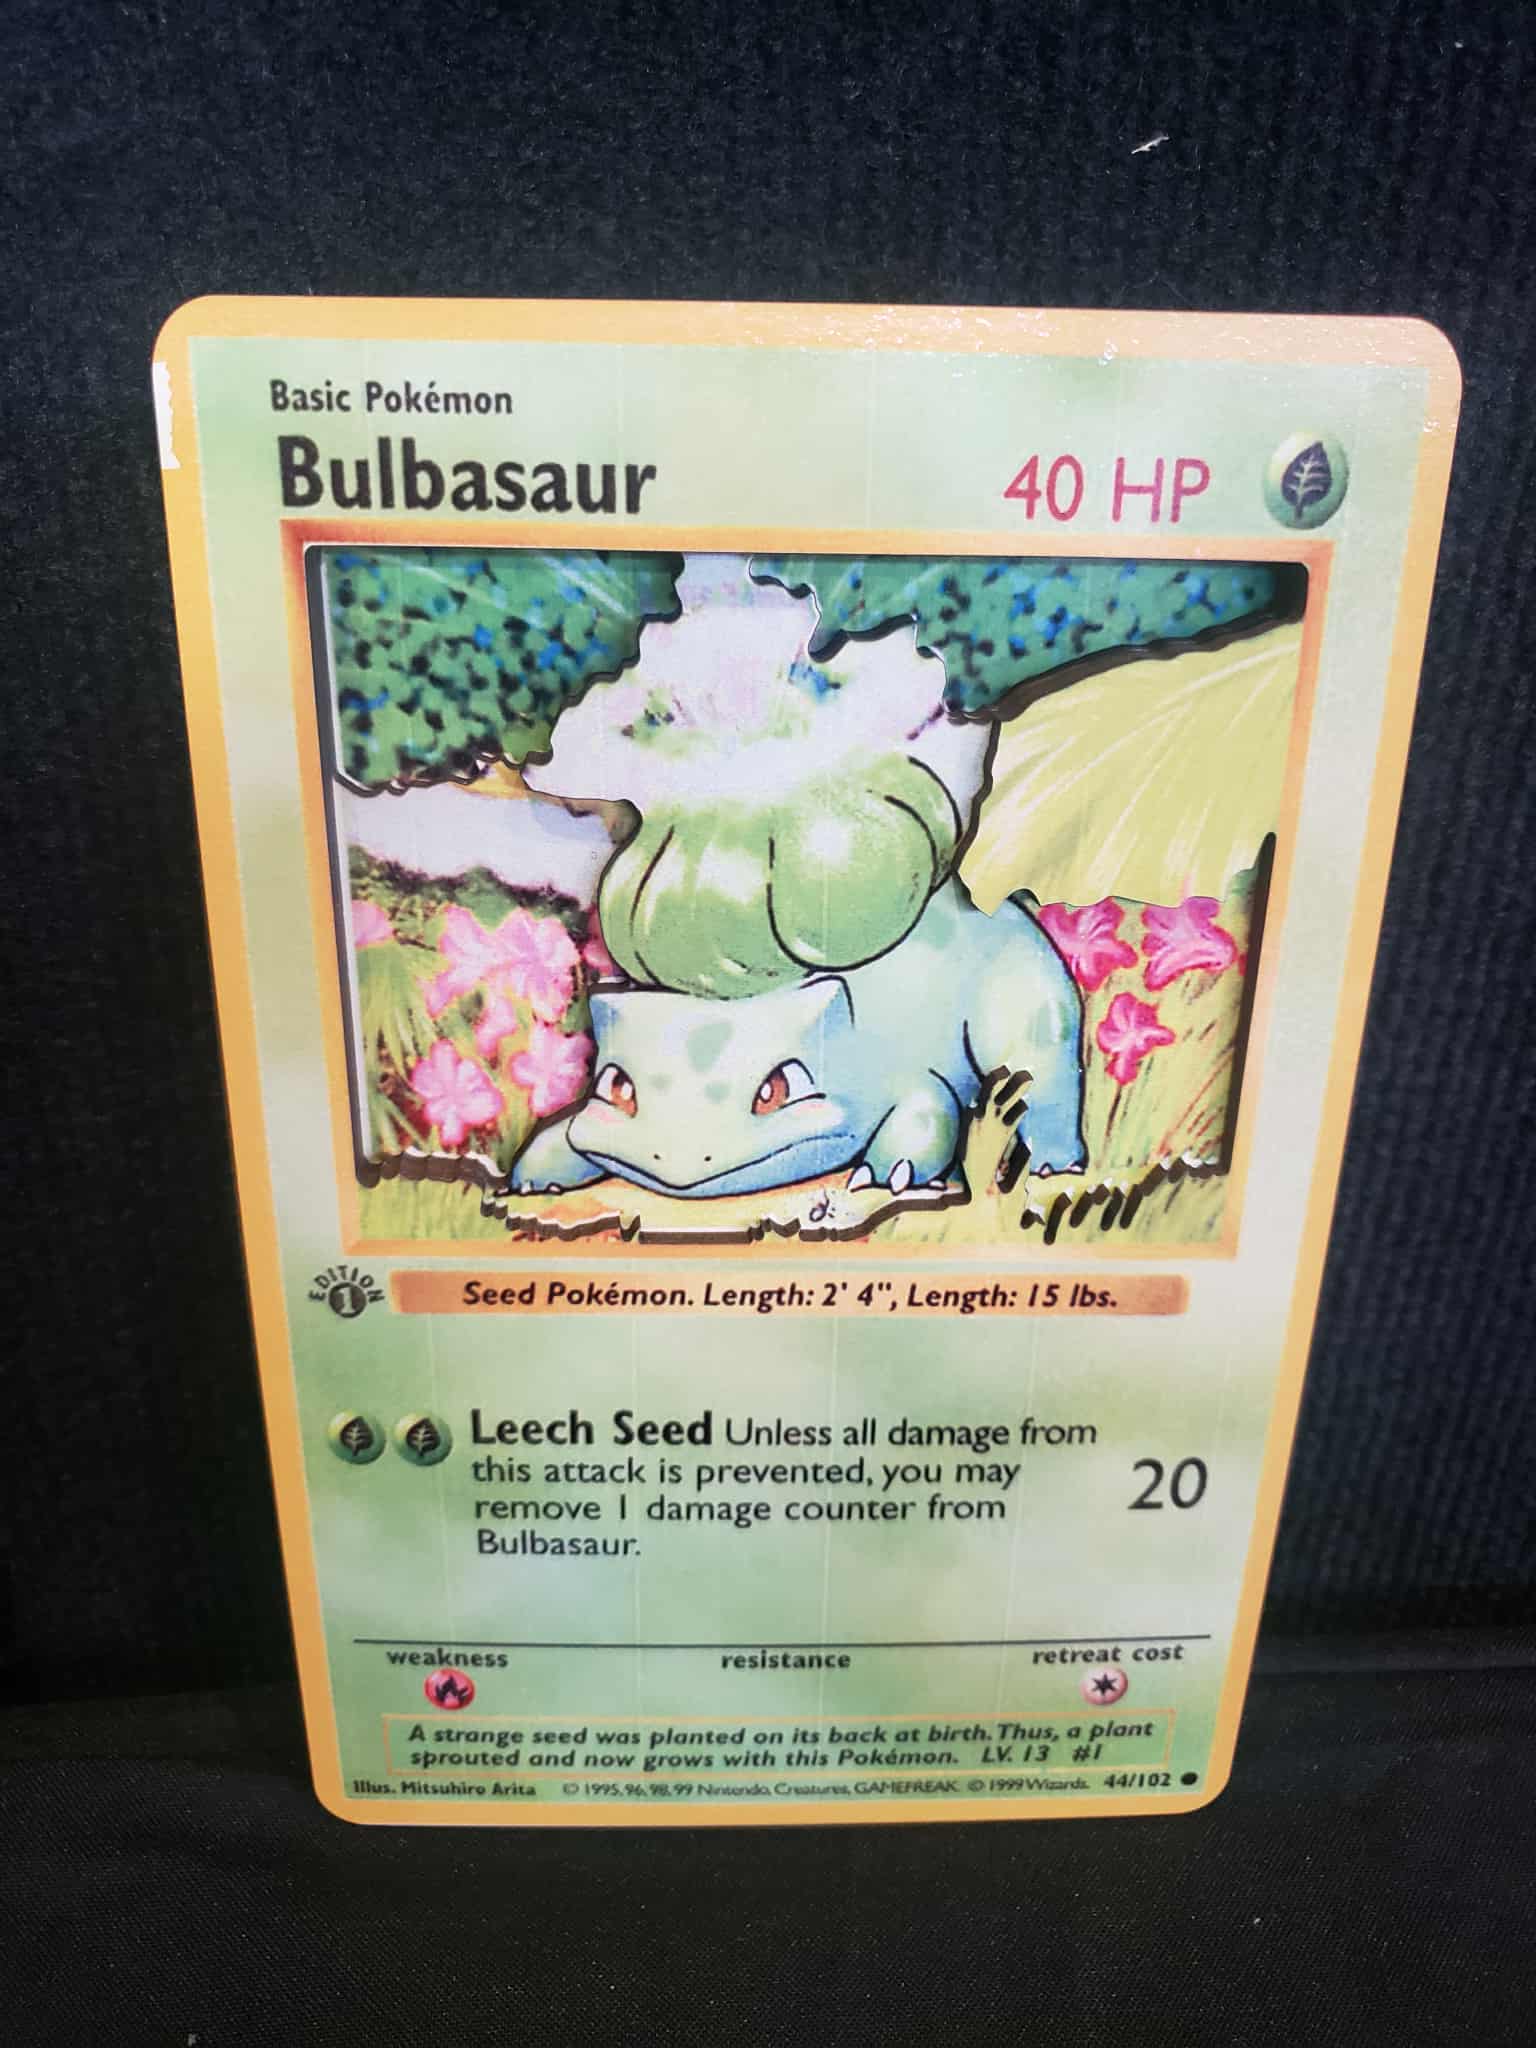 Basic Pokémon
Bulbasaur 40 HP
EDITION 1
Seed Pokémon. Length: 2' 4", Length: 15 lbs.
Leech Seed Unless all damage from
this attack is prevented, you may
remove 1 damage counter from
Bulbasaur.
20
weakness resistance retreat cost
A strange seed was planted on its back at birth. Thus, a plant
sprouted and now grows with this Pokémon. LV. 13 #1
Illus. Mitsuhiro Arita © 1995, 96, 98, 99 Nintendo, Creatures, GAMEFREAK. © 1999 Wizards. 44/102